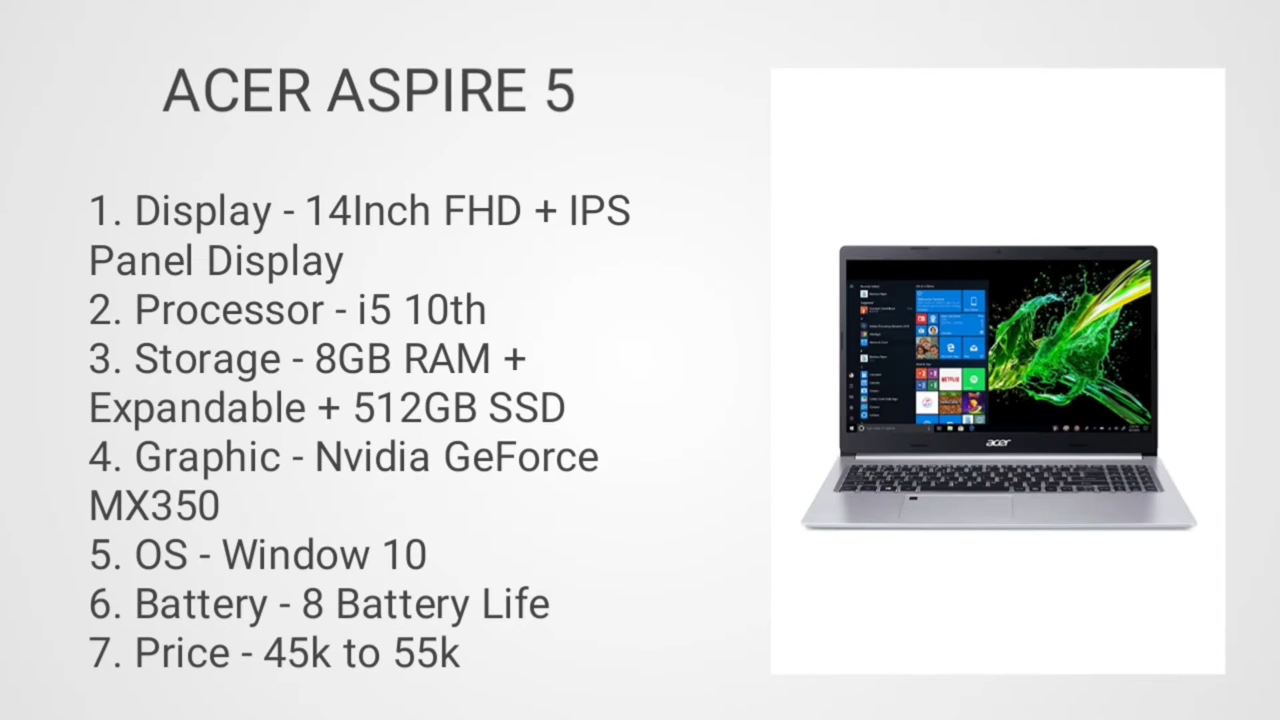 ACER ASPIRE 5
1. Display - 14Inch FHD + IPS
Panel Display
2. Processor - i5 10th
3. Storage - 8GB RAM +
Expandable + 512GB SSD
4. Graphic - Nvidia GeForce
MX350
5. OS - Window 10
6. Battery - 8 Battery Life
7. Price - 45k to 55k
NETFLIX
acer